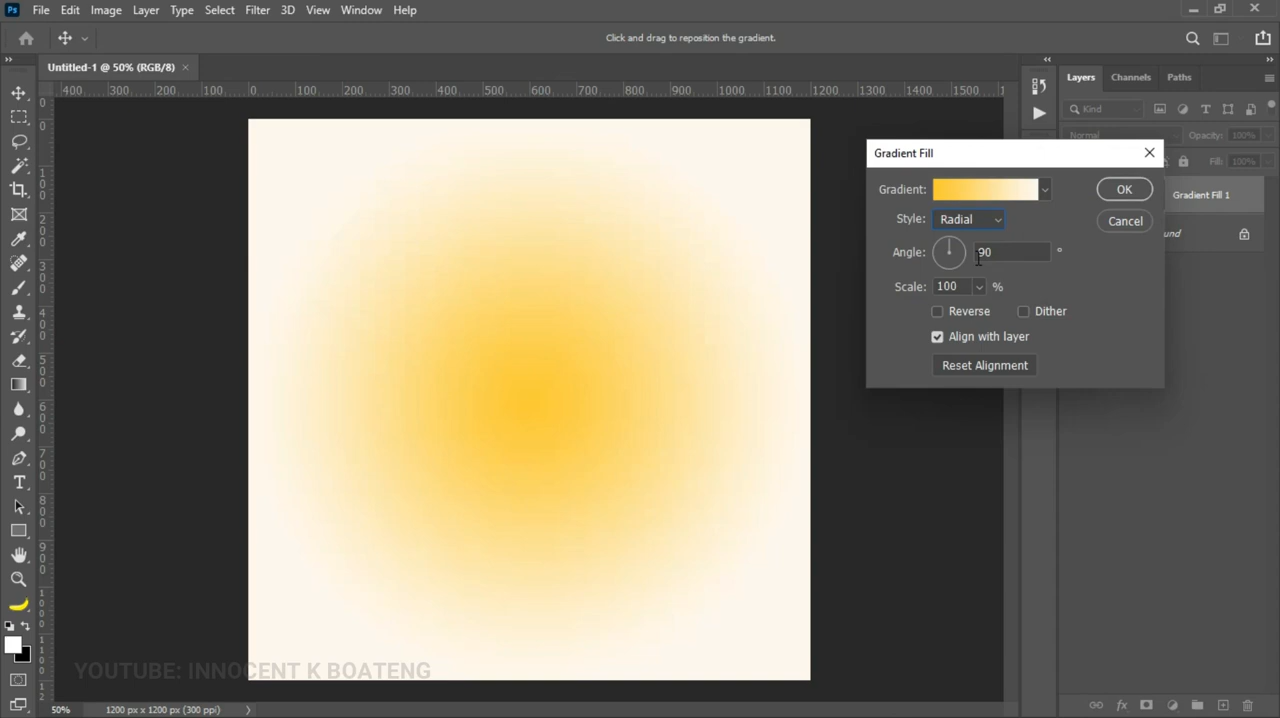 Ps File Edit Image Layer Type Select Filter 3D View Window Help
Click and drag to reposition the gradient.
Untitled-1 @ 50% (RGB/8) ×
Layers Channels Paths
400 300 200 100 0 100 200 300 400 500 600 700 800 900 1000 1100 1200 1300 1400 1500
Kind
Normal Opacity: 100%
Fill: 100%
Gradient Fill
Gradient: OK
Gradient Fill 1
Style: Radial Cancel
Angle: 90 °
Scale: 100 %
Reverse Dither
Align with layer
Reset Alignment
YOUTUBE: INNOCENT K BOATENG
50% 1200 px x 1200 px (300 ppi)